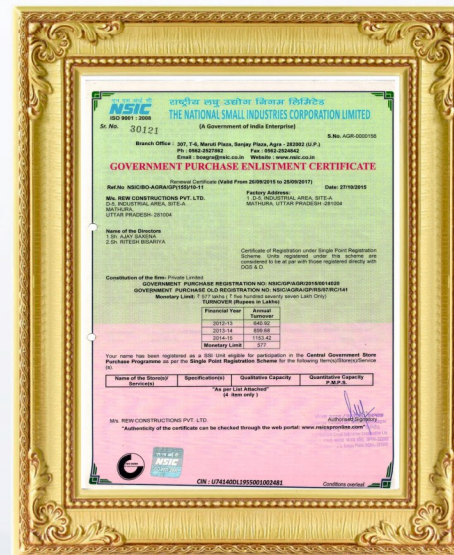 एन एस आई सी
NSIC
ISO 9001 : 2008
राष्ट्रीय लघु उद्योग निगम लिमिटेड
THE NATIONAL SMALL INDUSTRIES CORPORATION LIMITED
(A Government of India Enterprise)
Sr. No. 30121
S.No. AGR-0000156
Branch Office : 307, T-6, Maruti Plaza, Sanjay Place, Agra - 282002 (U.P.)
Ph : 0562-2527862 Fax : 0562-2524642
Email : boagra@nsic.co.in Website : www.nsic.co.in
GOVERNMENT PURCHASE ENLISTMENT CERTIFICATE
Renewal Certificate (Valid From 26/09/2015 to 25/09/2017)
Ref.No NSIC/BO-AGRA/GP(155)/10-11
Date: 27/10/2015
M/s. REW CONSTRUCTIONS PVT. LTD.
D-5, INDUSTRIAL AREA, SITE-A
MATHURA,
UTTAR PRADESH- 281004
Factory Address:
1. D-5, INDUSTRIAL AREA, SITE-A
MATHURA, UTTAR PRADESH -281004
Name of the Directors
1.Sh. AJAY SAXENA
2.Sh. RITESH BISARIYA
Certificate of Registration under Single Point Registration
Scheme. Units registered under this scheme are
considered to be at par with those registered directly with
DGS & D.
Constitution of the firm- Private Limited
GOVERNMENT PURCHASE REGISTRATION NO: NSIC/GP/AGR/2015/0014020
GOVERNMENT PURCHASE OLD REGISTRATION NO: NSIC/AGRA/GP/RS/07/RC/141
Monetary Limit: ₹ 577 lakhs ( ₹ five hundred seventy seven Lakh Only)
TURNOVER (Rupees in Lakhs)
Financial Year Annual Turnover
2012-13 640.92
2013-14
2014-15 1153.42
Monetary Limit 577
Your name has been registered as a SSI Unit eligible for participation in the Central Government Store
Purchase Programme as per the Single Point Registration Scheme for the following Item(s)/Store(s)/Service
(s).
Name of the Store(s)/ Service(s) Specification(s) Qualitative Capacity Quantitative Capacity P.M.P.S.
"As per List Attached"
(4 item only )
M/s. REW CONSTRUCTIONS PVT. LTD.
Authorised Signatory
"Authenticity of the certificate can be checked through the web portal: www.nsicspronline.com"
NSIC
CIN : U74140DL1955GOI002481
Conditions overleaf